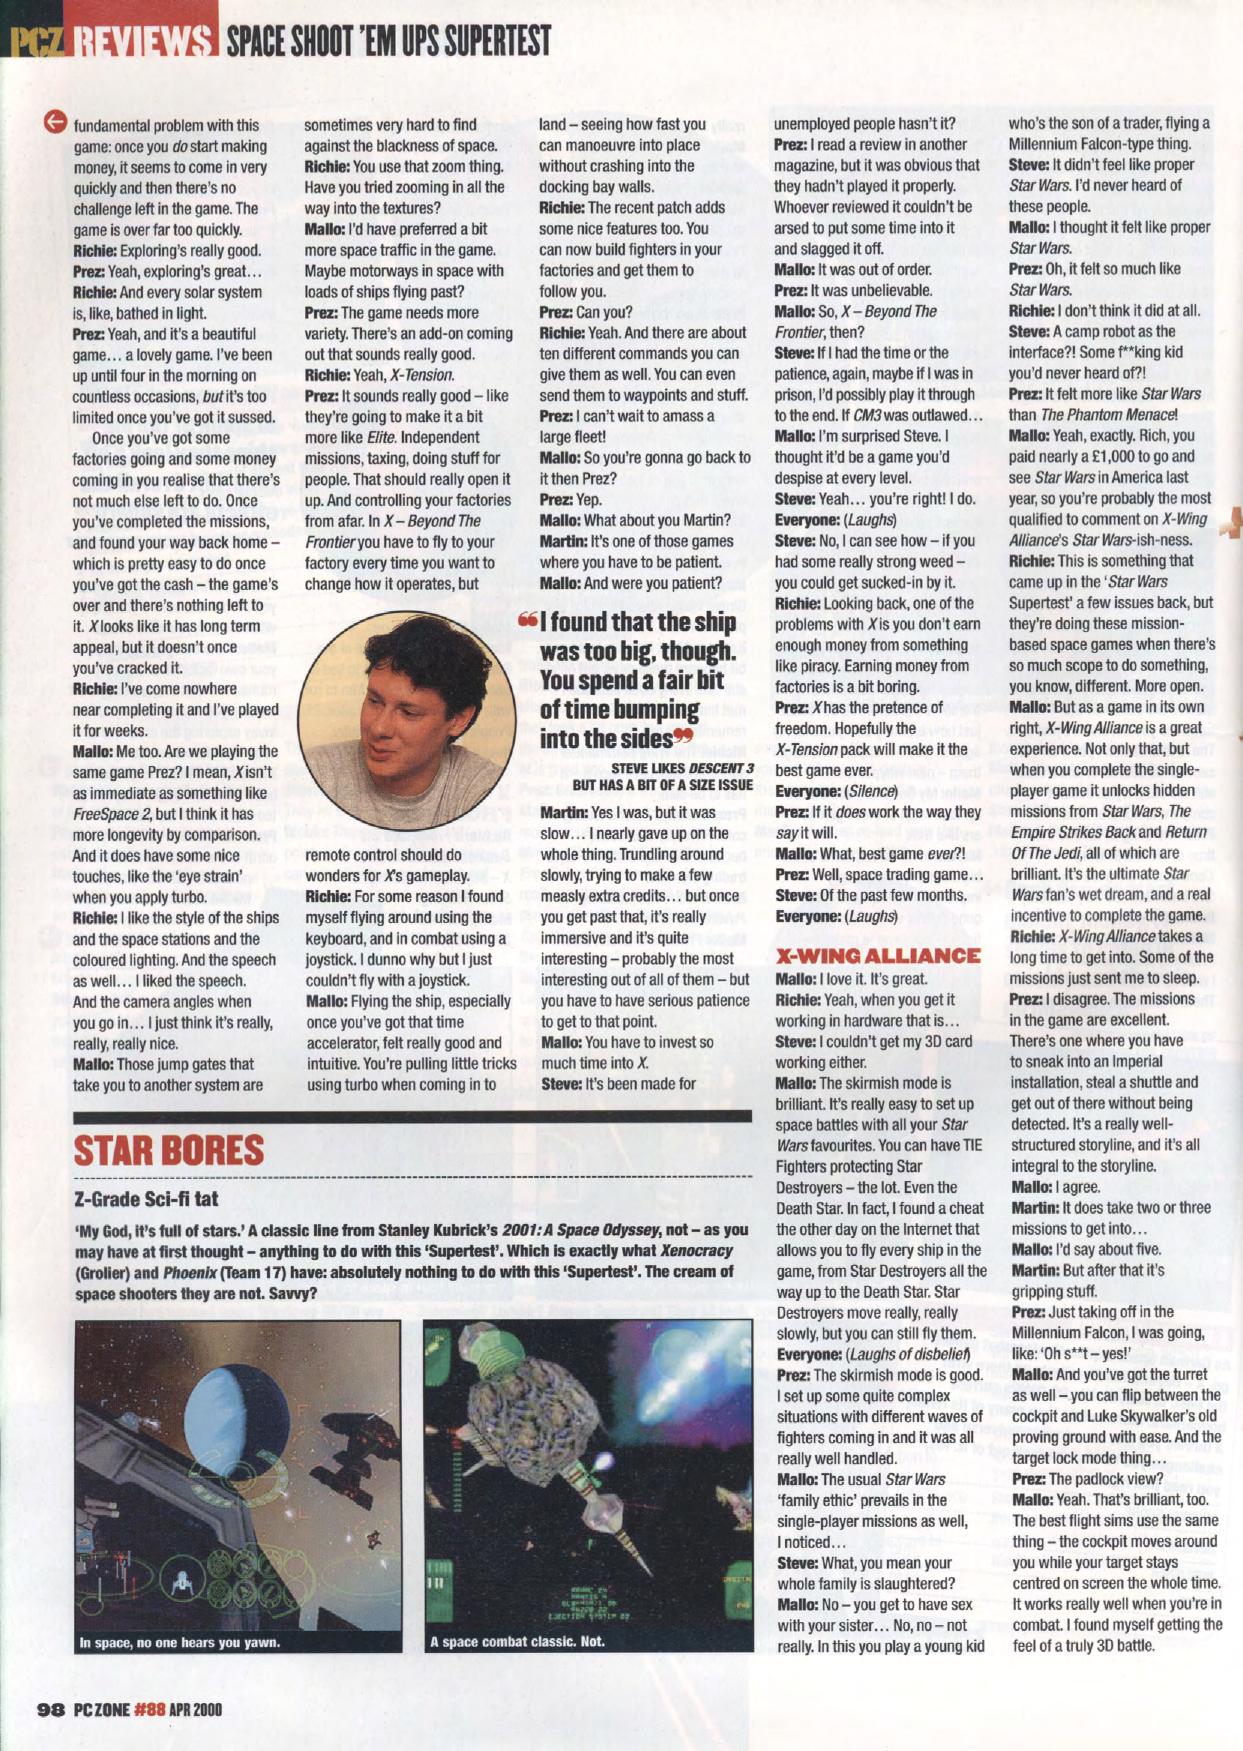 PCZ REVIEWS SPACE SHOOT 'EM UPS SUPERTEST
fundamental problem with this
game: once you do start making
money, it seems to come in very
quickly and then there's no
challenge left in the game. The
game is over far too quickly.
Richie: Exploring's really good.
Prez: Yeah, exploring's great...
Richie: And every solar system
is, like, bathed in light.
Prez: Yeah, and it's a beautiful
game... a lovely game. I've been
up until four in the morning on
countless occasions, but it's too
limited once you've got it sussed.
Once you've got some
factories going and some money
coming in you realise that there's
not much else left to do. Once
you've completed the missions,
and found your way back home –
which is pretty easy to do once
you've got the cash – the game's
over and there's nothing left to
it. X looks like it has long term
appeal, but it doesn't once
you've cracked it.
Richie: I've come nowhere
near completing it and I've played
it for weeks.
Mallo: Me too. Are we playing the
same game Prez? I mean, X isn't
as immediate as something like
FreeSpace 2, but I think it has
more longevity by comparison.
And it does have some nice
touches, like the 'eye strain'
when you apply turbo.
Richie: I like the style of the ships
and the space stations and the
coloured lighting. And the speech
as well... I liked the speech.
And the camera angles when
you go in... I just think it's really,
really, really nice.
Mallo: Those jump gates that
take you to another system are
sometimes very hard to find
against the blackness of space.
Richie: You use that zoom thing.
Have you tried zooming in all the
way into the textures?
Mallo: I'd have preferred a bit
more space traffic in the game.
Maybe motorways in space with
loads of ships flying past?
Prez: The game needs more
variety. There's an add-on coming
out that sounds really good.
Richie: Yeah, X-Tension.
Prez: It sounds really good – like
they're going to make it a bit
more like Elite. Independent
missions, taxing, doing stuff for
people. That should really open it
up. And controlling your factories
from afar. In X – Beyond The
Frontier you have to fly to your
factory every time you want to
change how it operates, but
remote control should do
wonders for X's gameplay.
Richie: For some reason I found
myself flying around using the
keyboard, and in combat using a
joystick. I dunno why but I just
couldn't fly with a joystick.
Mallo: Flying the ship, especially
once you've got that time
accelerator, felt really good and
intuitive. You're pulling little tricks
using turbo when coming in to
land – seeing how fast you
can manoeuvre into place
without crashing into the
docking bay walls.
Richie: The recent patch adds
some nice features too. You
can now build fighters in your
factories and get them to
follow you.
Prez: Can you?
Richie: Yeah. And there are about
ten different commands you can
give them as well. You can even
send them to waypoints and stuff.
Prez: I can't wait to amass a
large fleet!
Mallo: So you're gonna go back to
it then Prez?
Prez: Yep.
Mallo: What about you Martin?
Martin: It's one of those games
where you have to be patient.
Mallo: And were you patient?
“I found that the ship
was too big, though.
You spend a fair bit
of time bumping
into the sides”
STEVE LIKES DESCENT 3
BUT HAS A BIT OF A SIZE ISSUE
Martin: Yes I was, but it was
slow... I nearly gave up on the
whole thing. Trundling around
slowly, trying to make a few
measly extra credits... but once
you get past that, it's really
immersive and it's quite
interesting – probably the most
interesting out of all of them – but
you have to have serious patience
to get to that point.
Mallo: You have to invest so
much time into X.
Steve: It's been made for
unemployed people hasn't it?
Prez: I read a review in another
magazine, but it was obvious that
they hadn't played it properly.
Whoever reviewed it couldn't be
arsed to put some time into it
and slagged it off.
Mallo: It was out of order.
Prez: It was unbelievable.
Mallo: So, X – Beyond The
Frontier, then?
Steve: If I had the time or the
patience, again, maybe if I was in
prison, I'd possibly play it through
to the end. If CM3 was outlawed...
Mallo: I'm surprised Steve. I
thought it'd be a game you'd
despise at every level.
Steve: Yeah... you're right! I do.
Everyone: (Laughs)
Steve: No, I can see how – if you
had some really strong weed –
you could get sucked-in by it.
Richie: Looking back, one of the
problems with X is you don't earn
enough money from something
like piracy. Earning money from
factories is a bit boring.
Prez: X has the pretence of
freedom. Hopefully the
X-Tension pack will make it the
best game ever.
Everyone: (Silence)
Prez: If it does work the way they
say it will.
Mallo: What, best game ever?!
Prez: Well, space trading game...
Steve: Of the past few months.
Everyone: (Laughs)
X-WING ALLIANCE
Mallo: I love it. It's great.
Richie: Yeah, when you get it
working in hardware that is...
Steve: I couldn't get my 3D card
working either.
Mallo: The skirmish mode is
brilliant. It's really easy to set up
space battles with all your Star
Wars favourites. You can have TIE
Fighters protecting Star
Destroyers – the lot. Even the
Death Star. In fact, I found a cheat
the other day on the Internet that
allows you to fly every ship in the
game, from Star Destroyers all the
way up to the Death Star. Star
Destroyers move really, really
slowly, but you can still fly them.
Everyone: (Laughs of disbelief)
Prez: The skirmish mode is good.
I set up some quite complex
situations with different waves of
fighters coming in and it was all
really well handled.
Mallo: The usual Star Wars
'family ethic' prevails in the
single-player missions as well,
I noticed...
Steve: What, you mean your
whole family is slaughtered?
Mallo: No – you get to have sex
with your sister... No, no – not
really. In this you play a young kid
who's the son of a trader, flying a
Millennium Falcon-type thing.
Steve: It didn't feel like proper
Star Wars. I'd never heard of
these people.
Mallo: I thought it felt like proper
Star Wars.
Prez: Oh, it felt so much like
Star Wars.
Richie: I don't think it did at all.
Steve: A camp robot as the
interface?! Some f**king kid
you'd never heard of?!
Prez: It felt more like Star Wars
than The Phantom Menace!
Mallo: Yeah, exactly. Rich, you
paid nearly a £1,000 to go and
see Star Wars in America last
year, so you're probably the most
qualified to comment on X-Wing
Alliance's Star Wars-ish-ness.
Richie: This is something that
came up in the 'Star Wars
Supertest' a few issues back, but
they're doing these mission-
based space games when there's
so much scope to do something,
you know, different. More open.
Mallo: But as a game in its own
right, X-Wing Alliance is a great
experience. Not only that, but
when you complete the single-
player game it unlocks hidden
missions from Star Wars, The
Empire Strikes Back and Return
Of The Jedi, all of which are
brilliant. It's the ultimate Star
Wars fan's wet dream, and a real
incentive to complete the game.
Richie: X-Wing Alliance takes a
long time to get into. Some of the
missions just sent me to sleep.
Prez: I disagree. The missions
in the game are excellent.
There's one where you have
to sneak into an Imperial
installation, steal a shuttle and
get out of there without being
detected. It's a really well-
structured storyline, and it's all
integral to the storyline.
Mallo: I agree.
Martin: It does take two or three
missions to get into...
Mallo: I'd say about five.
Martin: But after that it's
gripping stuff.
Prez: Just taking off in the
Millennium Falcon, I was going,
like: 'Oh s**t – yes!'
Mallo: And you've got the turret
as well – you can flip between the
cockpit and Luke Skywalker's old
proving ground with ease. And the
target lock mode thing...
Prez: The padlock view?
Mallo: Yeah. That's brilliant, too.
The best flight sims use the same
thing – the cockpit moves around
you while your target stays
centred on screen the whole time.
It works really well when you're in
combat. I found myself getting the
feel of a truly 3D battle.
STAR BORES
Z-Grade Sci-fi tat
'My God, it's full of stars.' A classic line from Stanley Kubrick's 2001: A Space Odyssey, not – as you
may have at first thought – anything to do with this 'Supertest'. Which is exactly what Xenocracy
(Grolier) and Phoenix (Team 17) have: absolutely nothing to do with this 'Supertest'. The cream of
space shooters they are not. Savvy?
In space, no one hears you yawn.
A space combat classic. Not.
98 PC ZONE #88 APR 2000